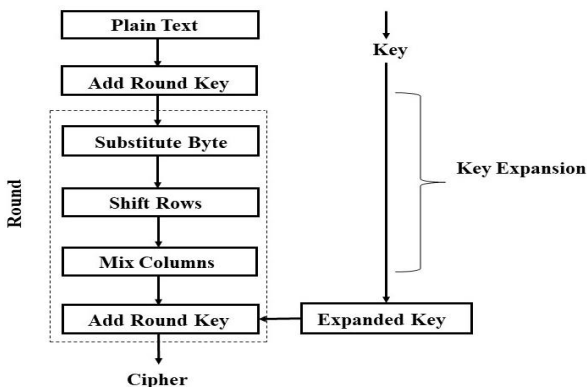 Plain Text
Key
Add Round Key
Substitute Byte
Key Expansion
Round
Shift Rows
Mix Columns
Add Round Key
Expanded Key
Cipher